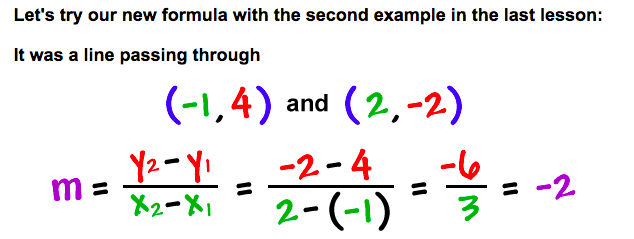 Let's try our new formula with the second example in the last lesson:
It was a line passing through
(-1,4) and (2,-2)
m = y₂-y₁/x₂-x₁ = -2-4/2-(-1) = -6/3 = -2